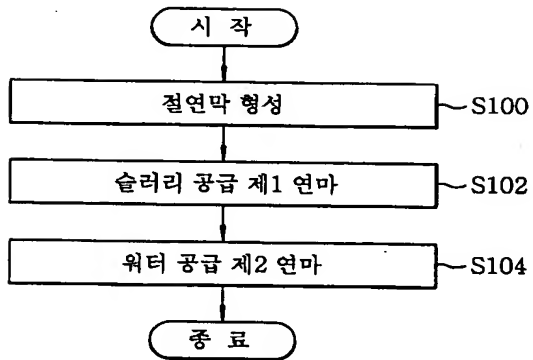 시 작
절연막 형성
S100
슬러리 공급 제1 연마
S102
워터 공급 제2 연마
S104
종 료